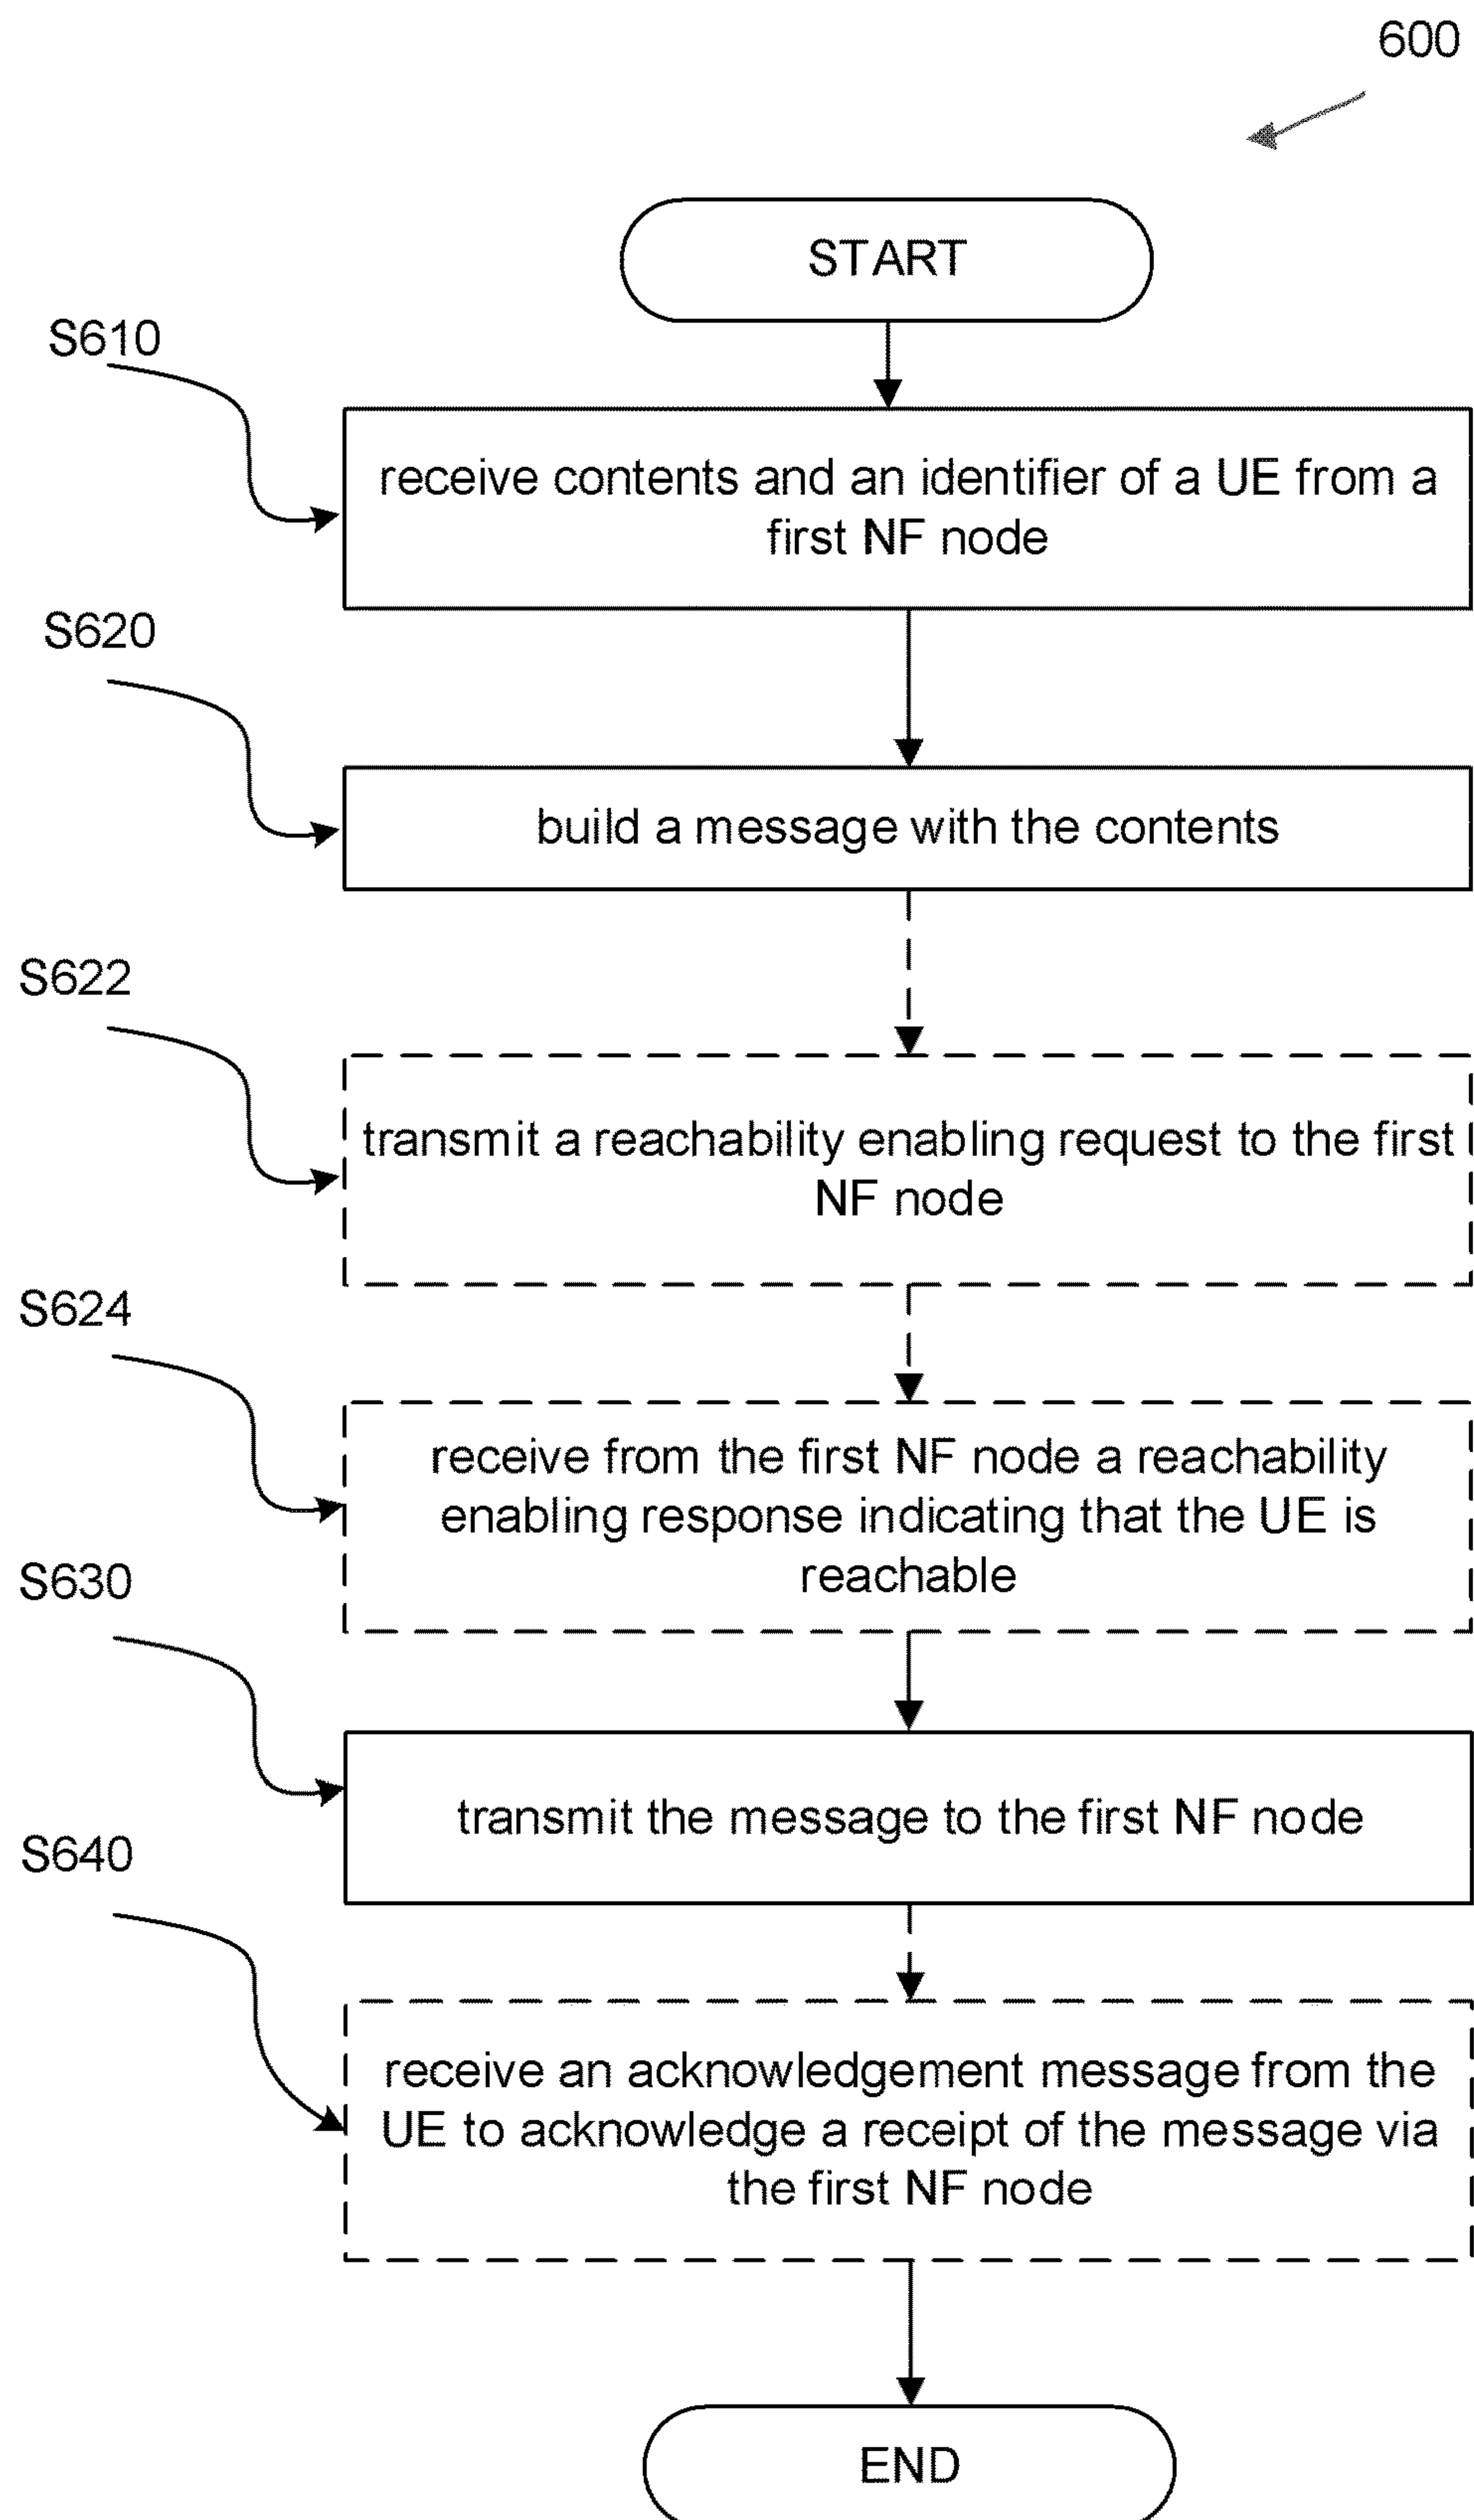 600
START
S610
receive contents and an identifier of a UE from a
first NF node
S620
build a message with the contents
S622
transmit a reachability enabling request to the first
NF node
S624
receive from the first NF node a reachability
enabling response indicating that the UE is
reachable
S630
transmit the message to the first NF node
S640
receive an acknowledgement message from the
UE to acknowledge a receipt of the message via
the first NF node
END